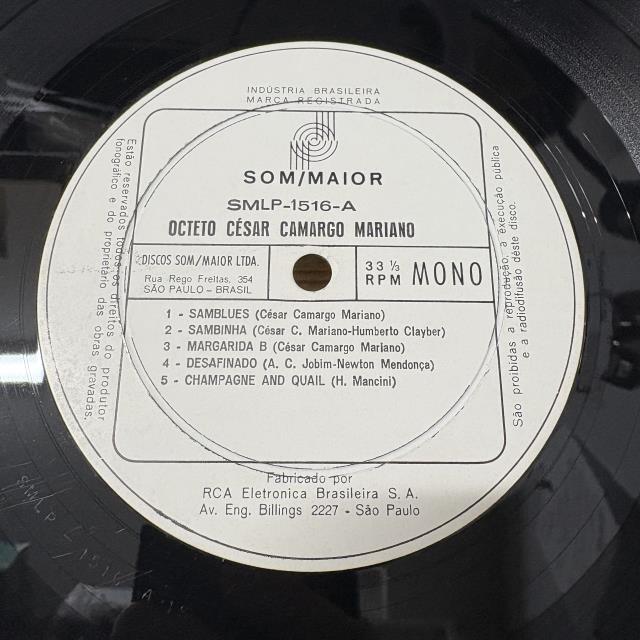 INDÚSTRIA BRASILEIRA
MARCA REGISTRADA
SOM/MAIOR
SMLP-1516-A
OCTETO CÉSAR CAMARGO MARIANO
DISCOS SOM/MAIOR LTDA.
Rua Rego Freitas, 354
SÃO PAULO - BRASIL
33 ⅓
RPM
MONO
1 - SAMBLUES (César Camargo Mariano)
2 - SAMBINHA (César C. Mariano-Humberto Clayber)
3 - MARGARIDA B (César Camargo Mariano)
4 - DESAFINADO (A. C. Jobim-Newton Mendonça)
5 - CHAMPAGNE AND QUAIL (H. Mancini)
Estão reservados todos os direitos do produtor
fonográfico e do proprietário das obras gravadas.
São proibidas a reprodução, a execução pública
e a radiodifusão dêste disco.
Fabricado por
RCA Eletronica Brasileira S. A.
Av. Eng. Billings 2227 - São Paulo
SMLP